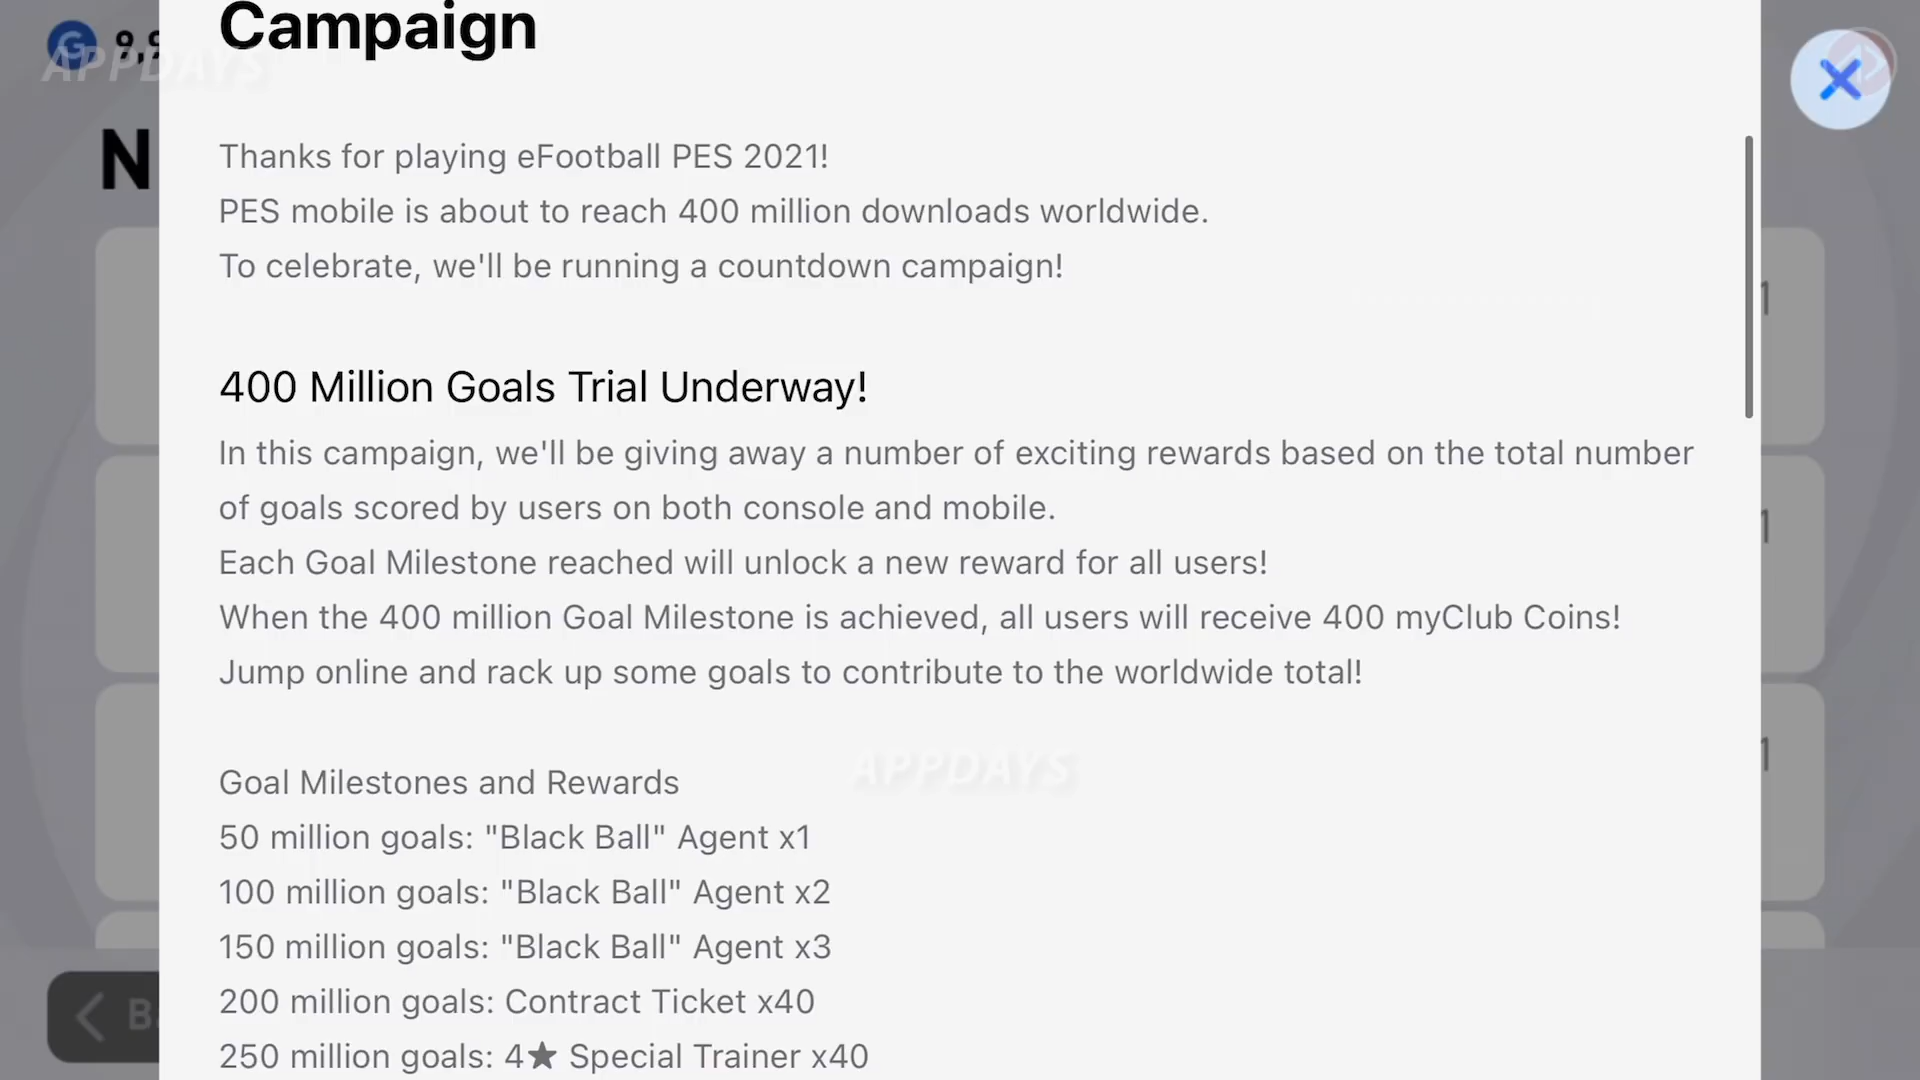 Campaign
APPDAYS
N
Thanks for playing eFootball PES 2021!
PES mobile is about to reach 400 million downloads worldwide.
To celebrate, we'll be running a countdown campaign!
400 Million Goals Trial Underway!
In this campaign, we'll be giving away a number of exciting rewards based on the total number
of goals scored by users on both console and mobile.
Each Goal Milestone reached will unlock a new reward for all users!
When the 400 million Goal Milestone is achieved, all users will receive 400 myClub Coins!
Jump online and rack up some goals to contribute to the worldwide total!
APPDAYS
Goal Milestones and Rewards
50 million goals: "Black Ball" Agent x1
100 million goals: "Black Ball" Agent x2
150 million goals: "Black Ball" Agent x3
200 million goals: Contract Ticket x40
250 million goals: 4★ Special Trainer x40